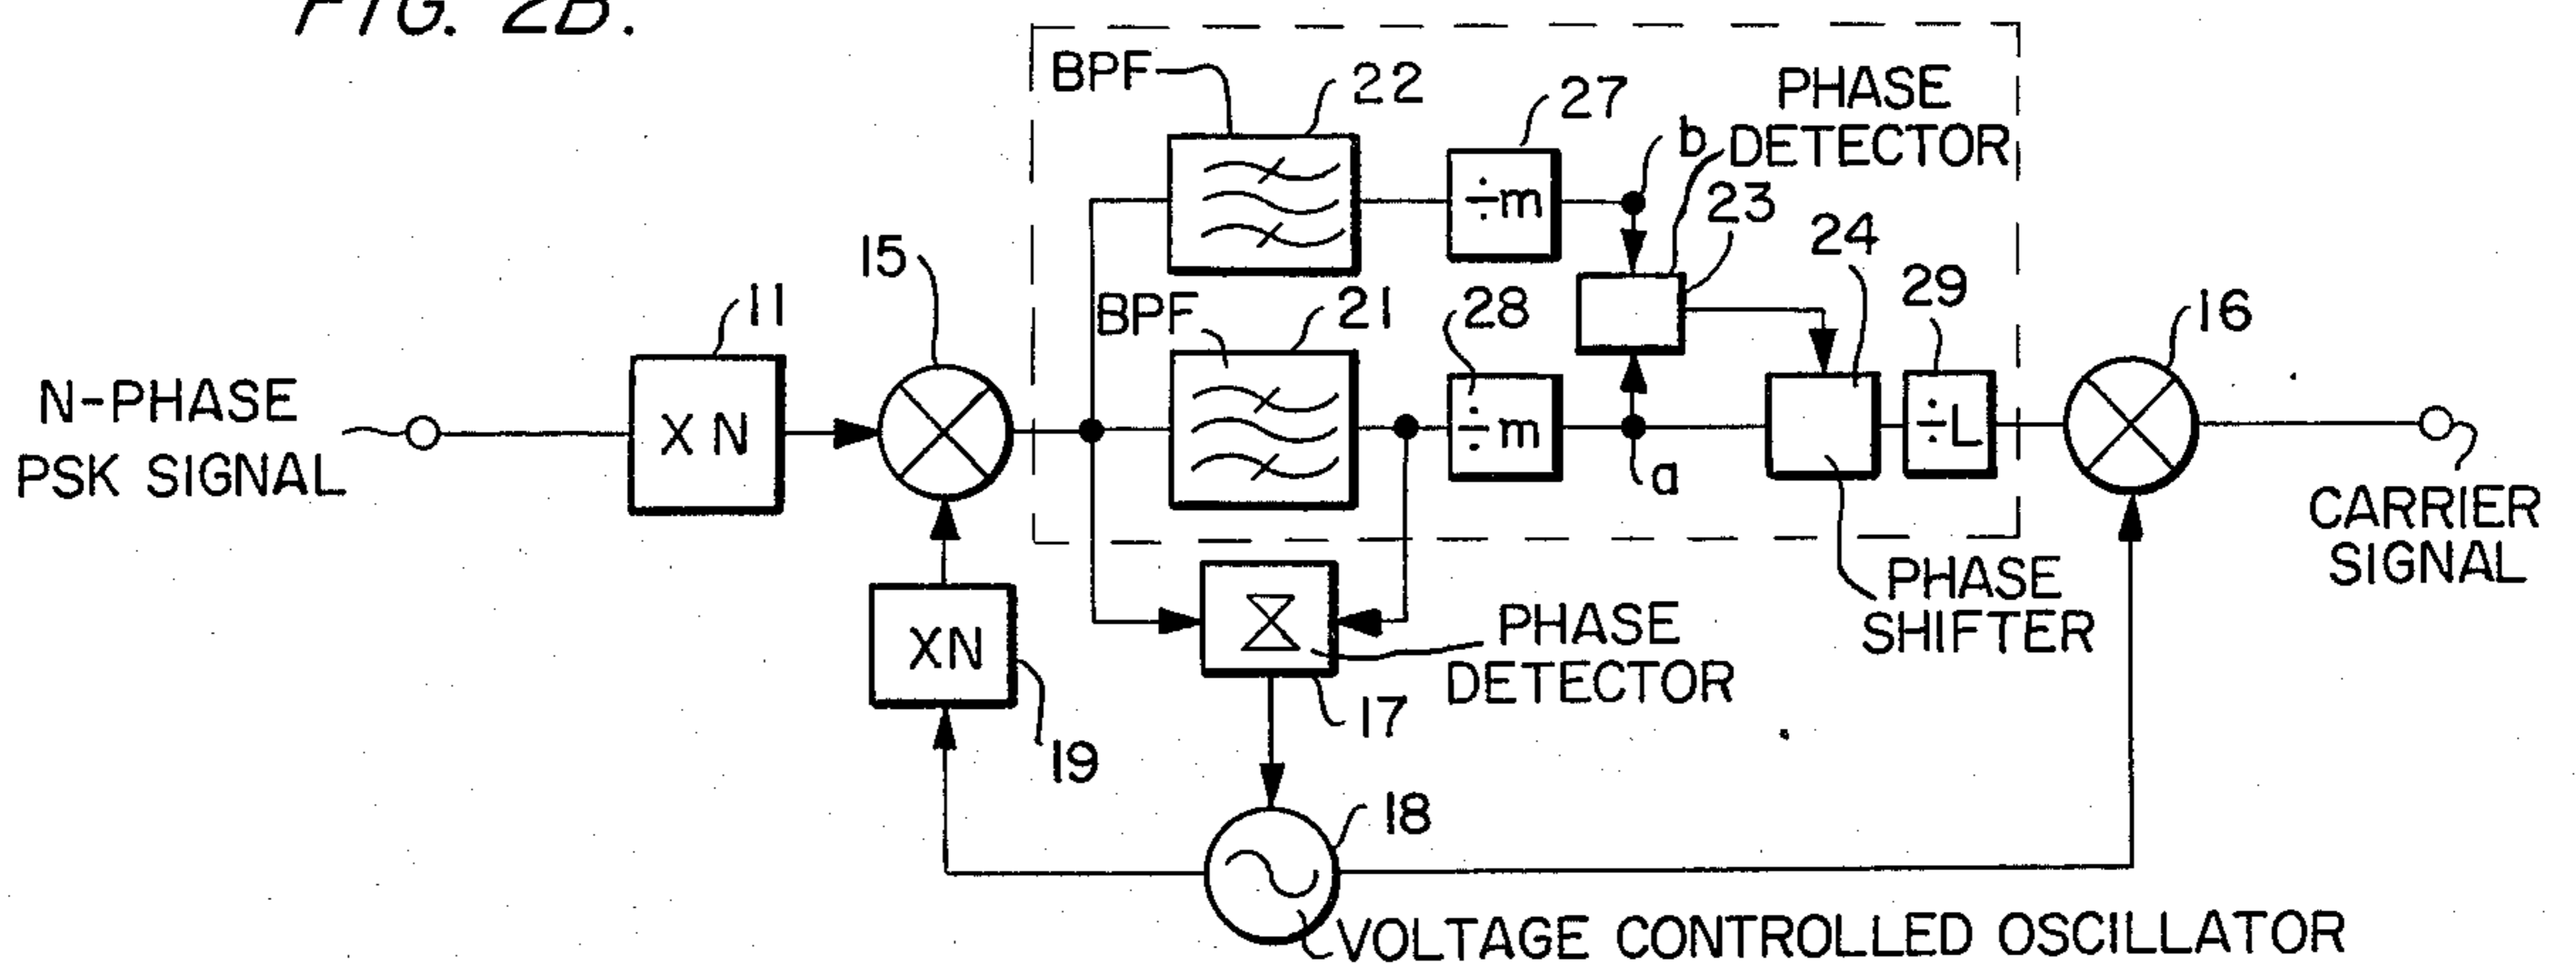 FIG. 2B.
BPF
22
27
PHASE
DETECTOR
b
23
24
15
BPF
21
28
29
16
11
N-PHASE
PSK SIGNAL
X N
÷m
÷m
a
÷L
CARRIER
SIGNAL
XN
19
PHASE
DETECTOR
17
PHASE
SHIFTER
18
VOLTAGE CONTROLLED OSCILLATOR